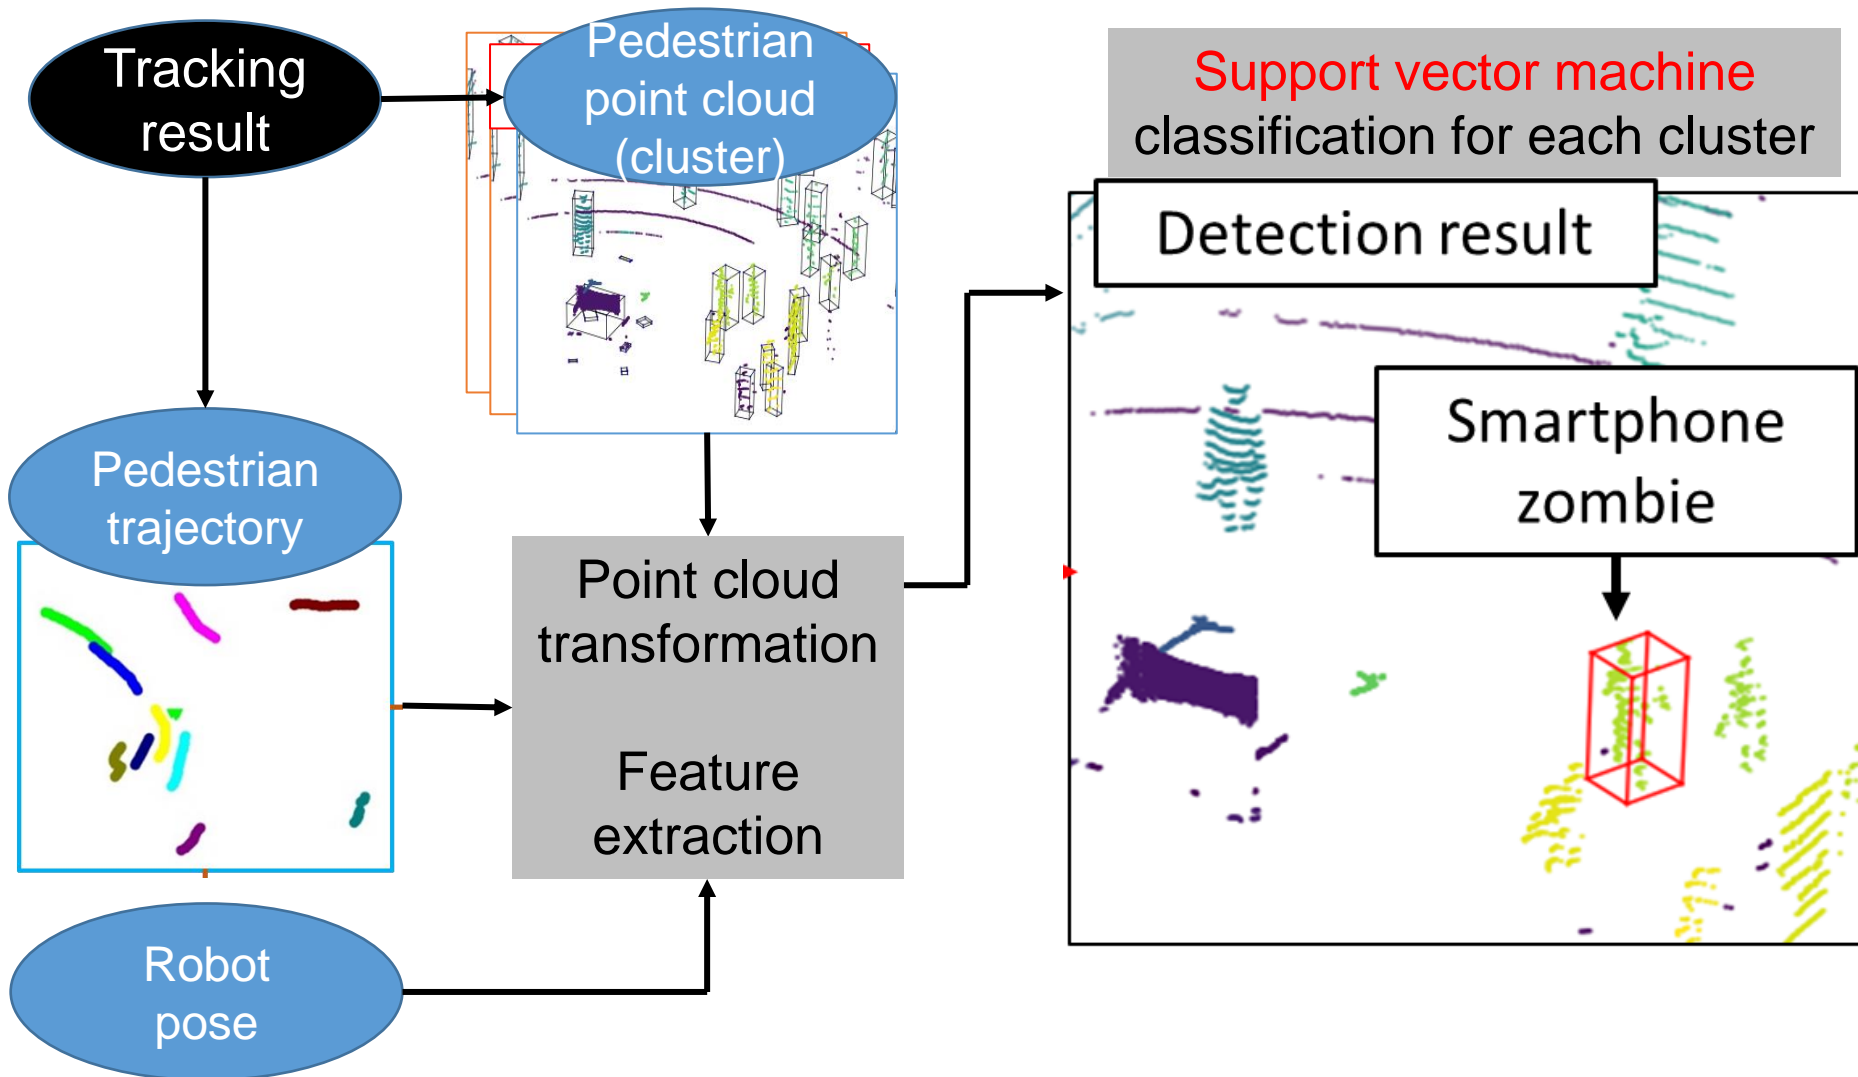 Tracking
result
Pedestrian
point cloud
(cluster)
Support vector machine
classification for each cluster
Detection result
Smartphone
zombie
Pedestrian
trajectory
Point cloud
transformation
Feature
extraction
Robot
pose